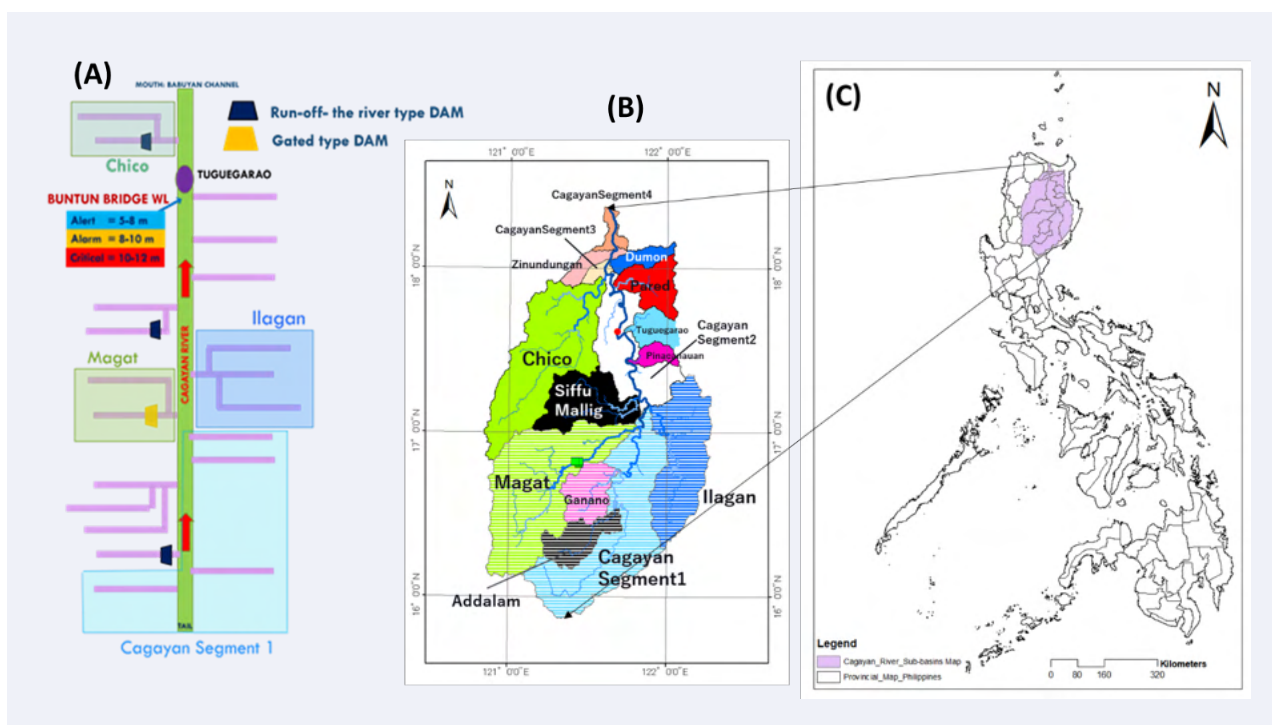 (A)
MOUTH: BABUYAN CHANNEL
Run-off- the river type DAM
Gated type DAM
Chico
TUGUEGARAO
BUNTUN BRIDGE WL
Alert = 5-8 m
Alarm = 8-10 m
Critical = 10-12 m
Ilagan
Magat
CAGAYAN RIVER
TAIL
Cagayan Segment 1
(B)
121° 0'0"E
122° 0'0"E
N
CagayanSegment4
CagayanSegment3
Zinundungan
Dumon
Pared
18° 0'0"N
18° 0'0"N
Tuguegarao
Cagayan
Segment2
Pinacanauan
Chico
Siffu
Mallig
17° 0'0"N
17° 0'0"N
Magat
Ganano
Ilagan
Cagayan
Segment1
Addalam
16° 0'0"N
16° 0'0"N
121° 0'0"E
122° 0'0"E
(C)
N
Legend
Cagayan_River_Sub-basins Map
Provincial_Map_Philippines
Kilometers
0 80 160 320